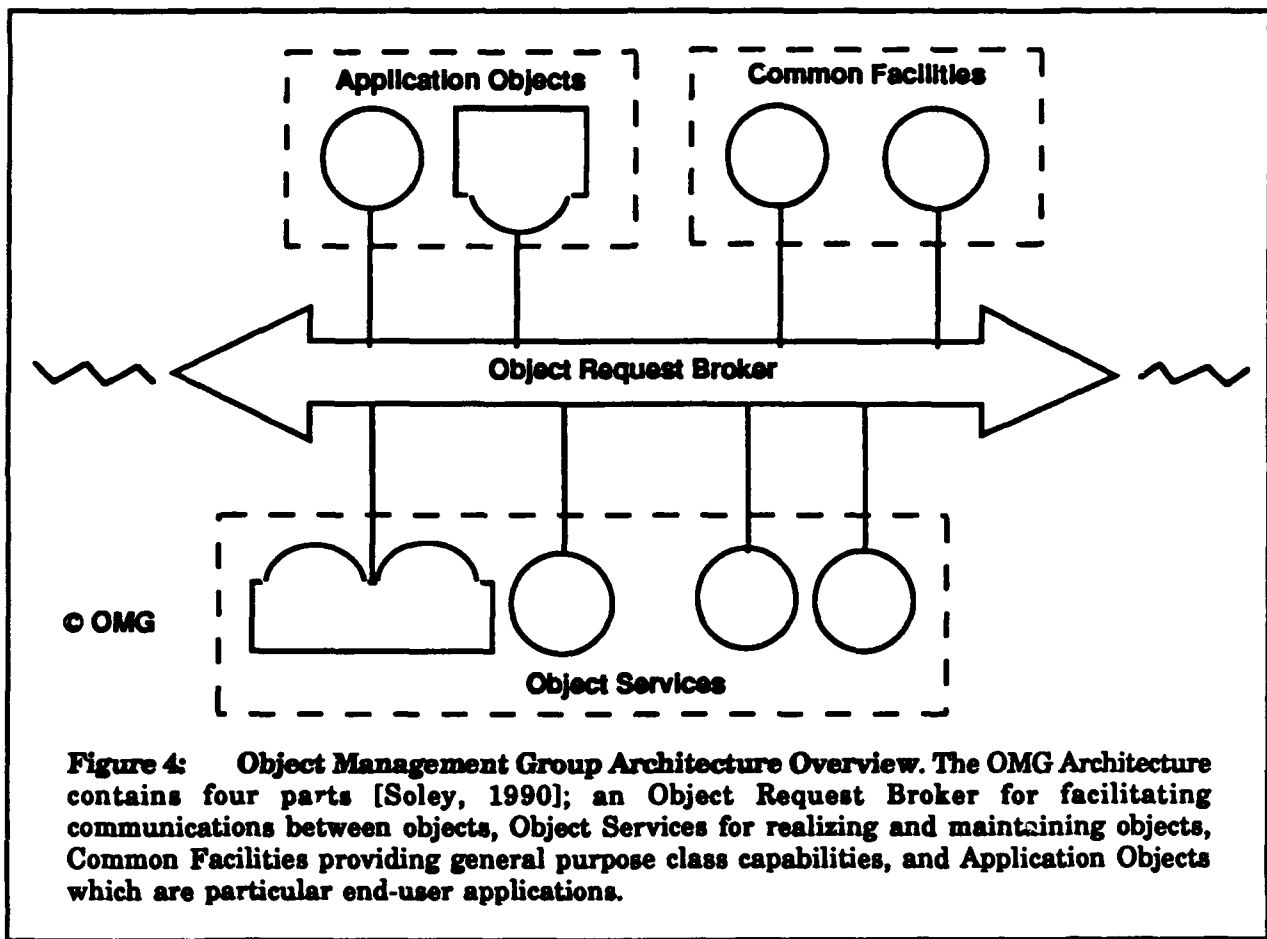 Application Objects
Common Facilities
Object Request Broker
© OMG
Object Services
Figure 4: Object Management Group Architecture Overview. The OMG Architecture
contains four parts [Soley, 1990]; an Object Request Broker for facilitating
communications between objects, Object Services for realizing and maintaining objects,
Common Facilities providing general purpose class capabilities, and Application Objects
which are particular end-user applications.